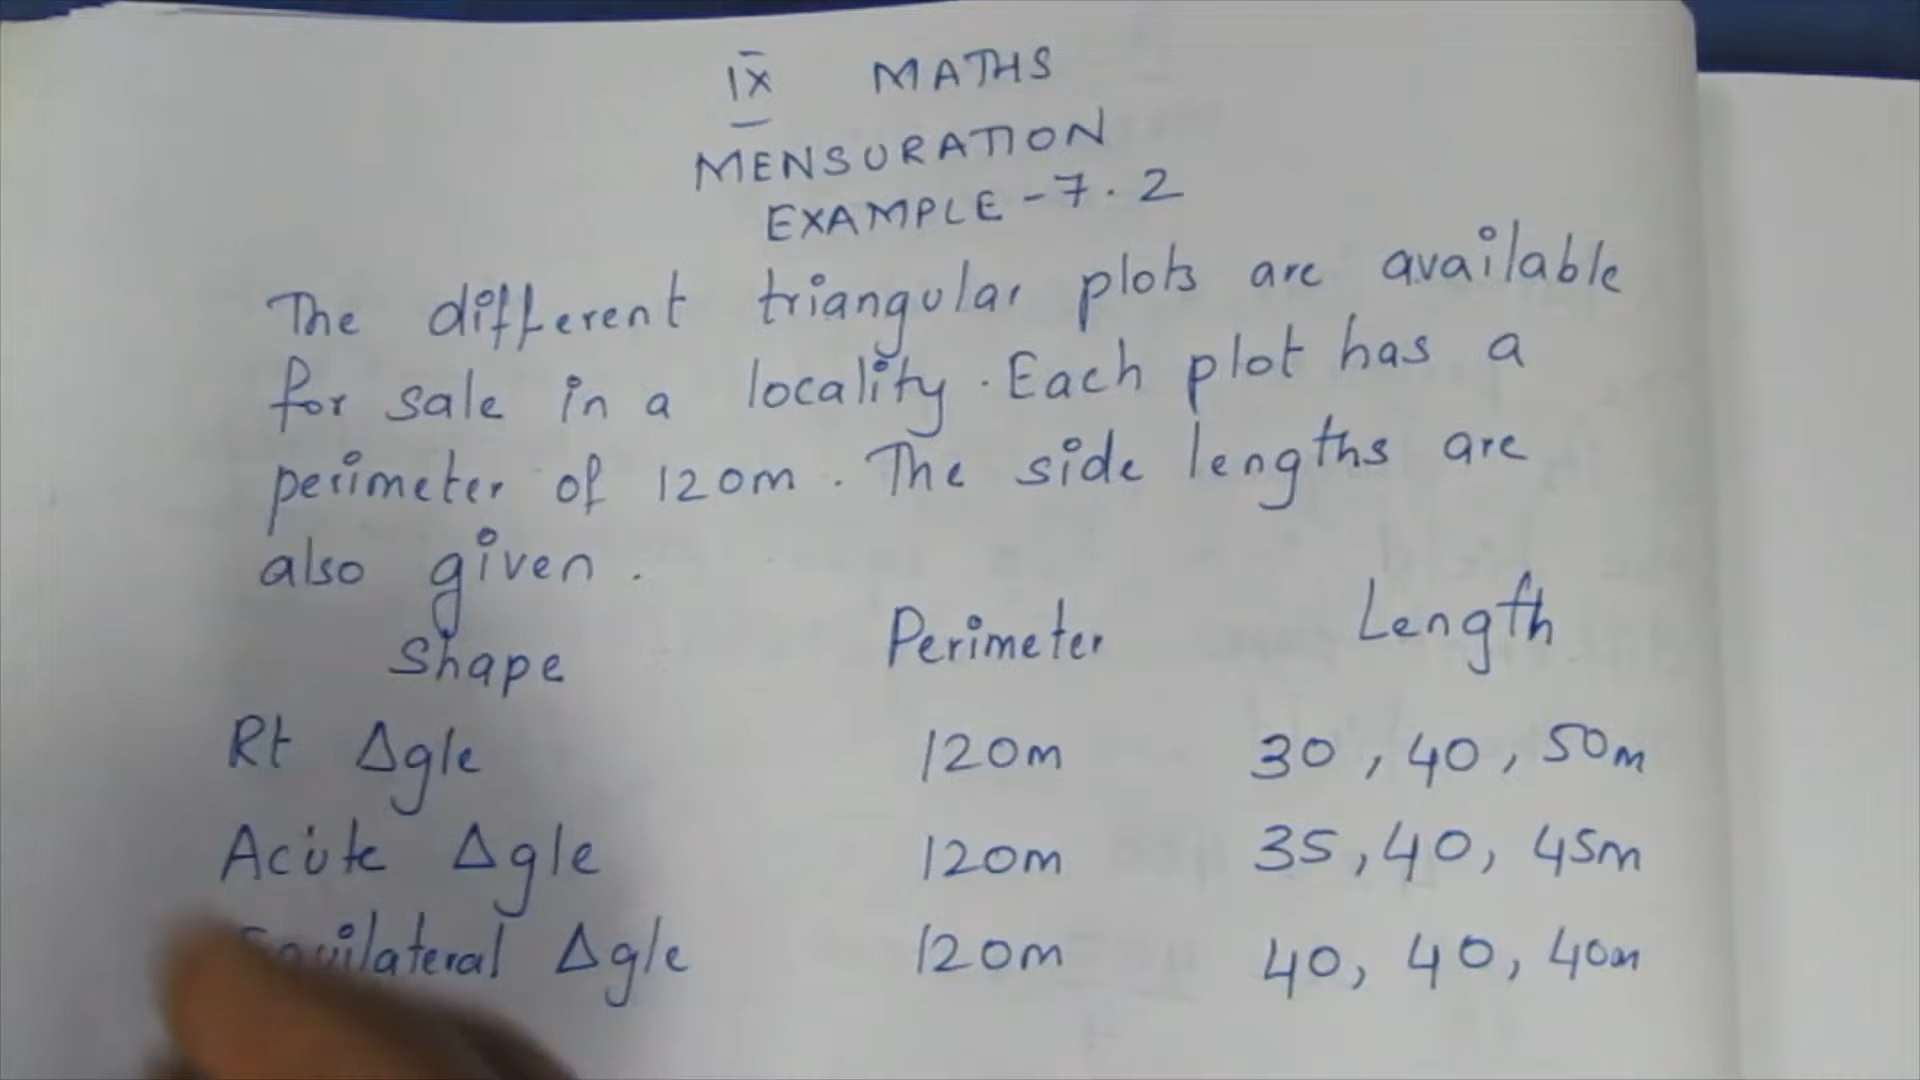 IX MATHS
MENSURATION
EXAMPLE - 7.2
The different triangular plots are available
for sale in a locality. Each plot has a
perimeter of 120m. The side lengths are
also given.
Shape Perimeter Length
Rt Δgle 120m 30, 40, 50m
Acute Δgle 120m 35, 40, 45m
Equilateral Δgle 120m 40, 40, 40m